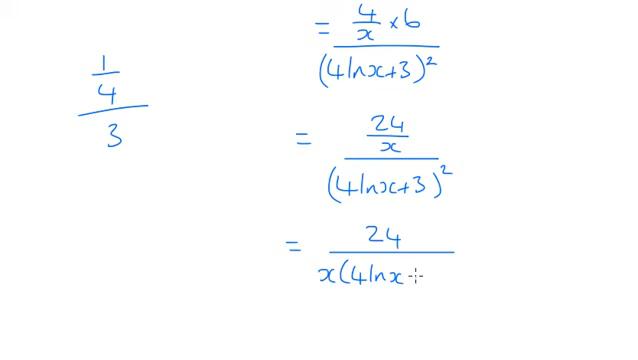 = 4/x × 6
(4lnx+3)²
1
4
3
= 24/x
(4lnx+3)²
= 24
x(4lnx +